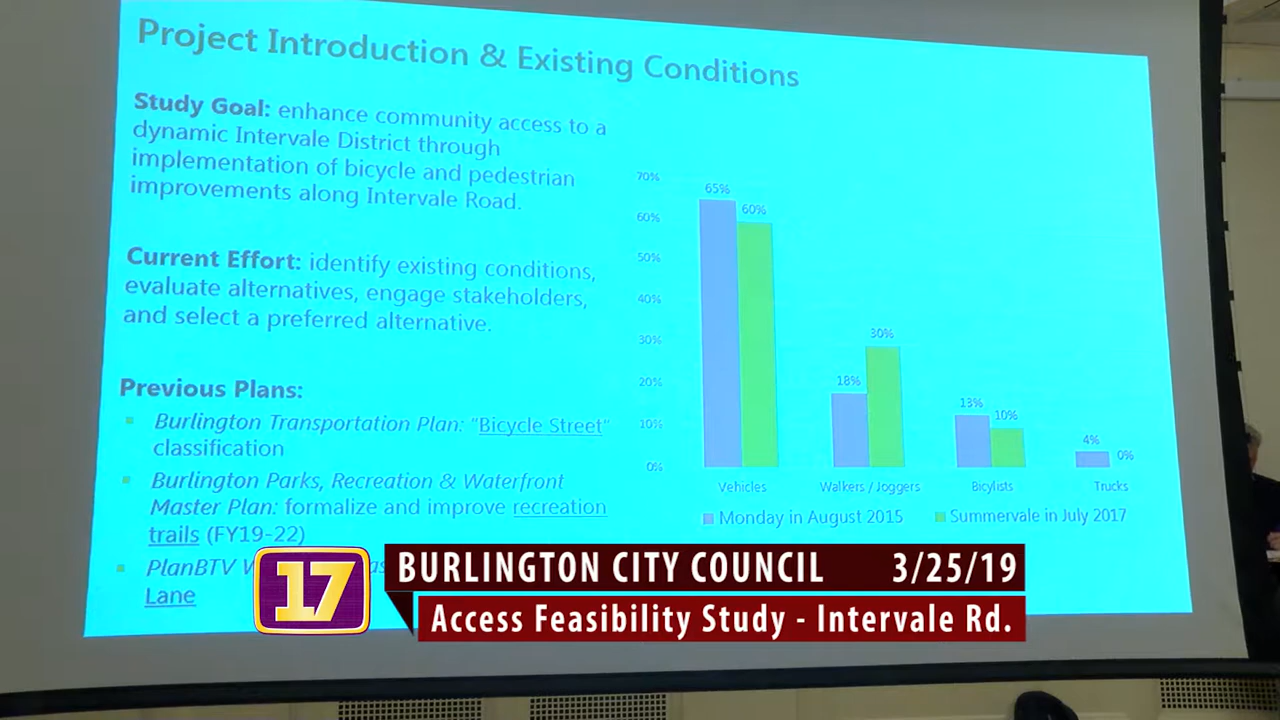 Project Introduction & Existing Conditions
Study Goal: enhance community access to a
dynamic Intervale District through
implementation of bicycle and pedestrian
improvements along Intervale Road.
Current Effort: identify existing conditions,
evaluate alternatives, engage stakeholders,
and select a preferred alternative.
Previous Plans:
Burlington Transportation Plan: "Bicycle Street"
classification
Burlington Parks, Recreation & Waterfront
Master Plan: formalize and improve recreation
trails (FY19-22)
PlanBTV
Lane
70%
60%
50%
40%
30%
20%
10%
0%
65%
60%
18%
30%
13%
10%
4%
0%
Vehicles
Walkers / Joggers
Bicylists
Trucks
Monday in August 2015
Summervale in July 2017
17
BURLINGTON CITY COUNCIL 3/25/19
Access Feasibility Study - Intervale Rd.